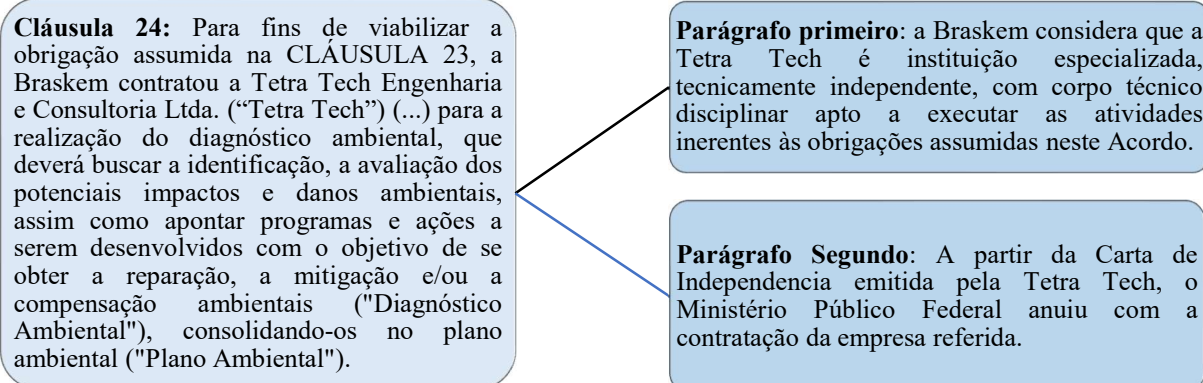 Cláusula 24: Para fins de viabilizar a
obrigação assumida na CLÁUSULA 23, a
Braskem contratou a Tetra Tech Engenharia
e Consultoria Ltda. (“Tetra Tech”) (...) para a
realização do diagnóstico ambiental, que
deverá buscar a identificação, a avaliação dos
potenciais impactos e danos ambientais,
assim como apontar programas e ações a
serem desenvolvidos com o objetivo de se
obter a reparação, a mitigação e/ou a
compensação ambientais ("Diagnóstico
Ambiental"), consolidando-os no plano
ambiental ("Plano Ambiental").
Parágrafo primeiro: a Braskem considera que a
Tetra Tech é instituição especializada,
tecnicamente independente, com corpo técnico
disciplinar apto a executar as atividades
inerentes às obrigações assumidas neste Acordo.
Parágrafo Segundo: A partir da Carta de
Independencia emitida pela Tetra Tech, o
Ministério Público Federal anuiu com a
contratação da empresa referida.